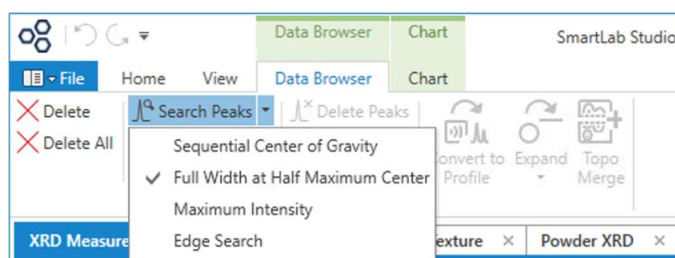 Data Browser Chart SmartLab Studio
File Home View Data Browser Chart
Delete Search Peaks Delete Peaks
Delete All Sequential Center of Gravity
Full Width at Half Maximum Center
Convert to Expand Topo
Profile Merge
Maximum Intensity
XRD Measure Edge Search exture Powder XRD